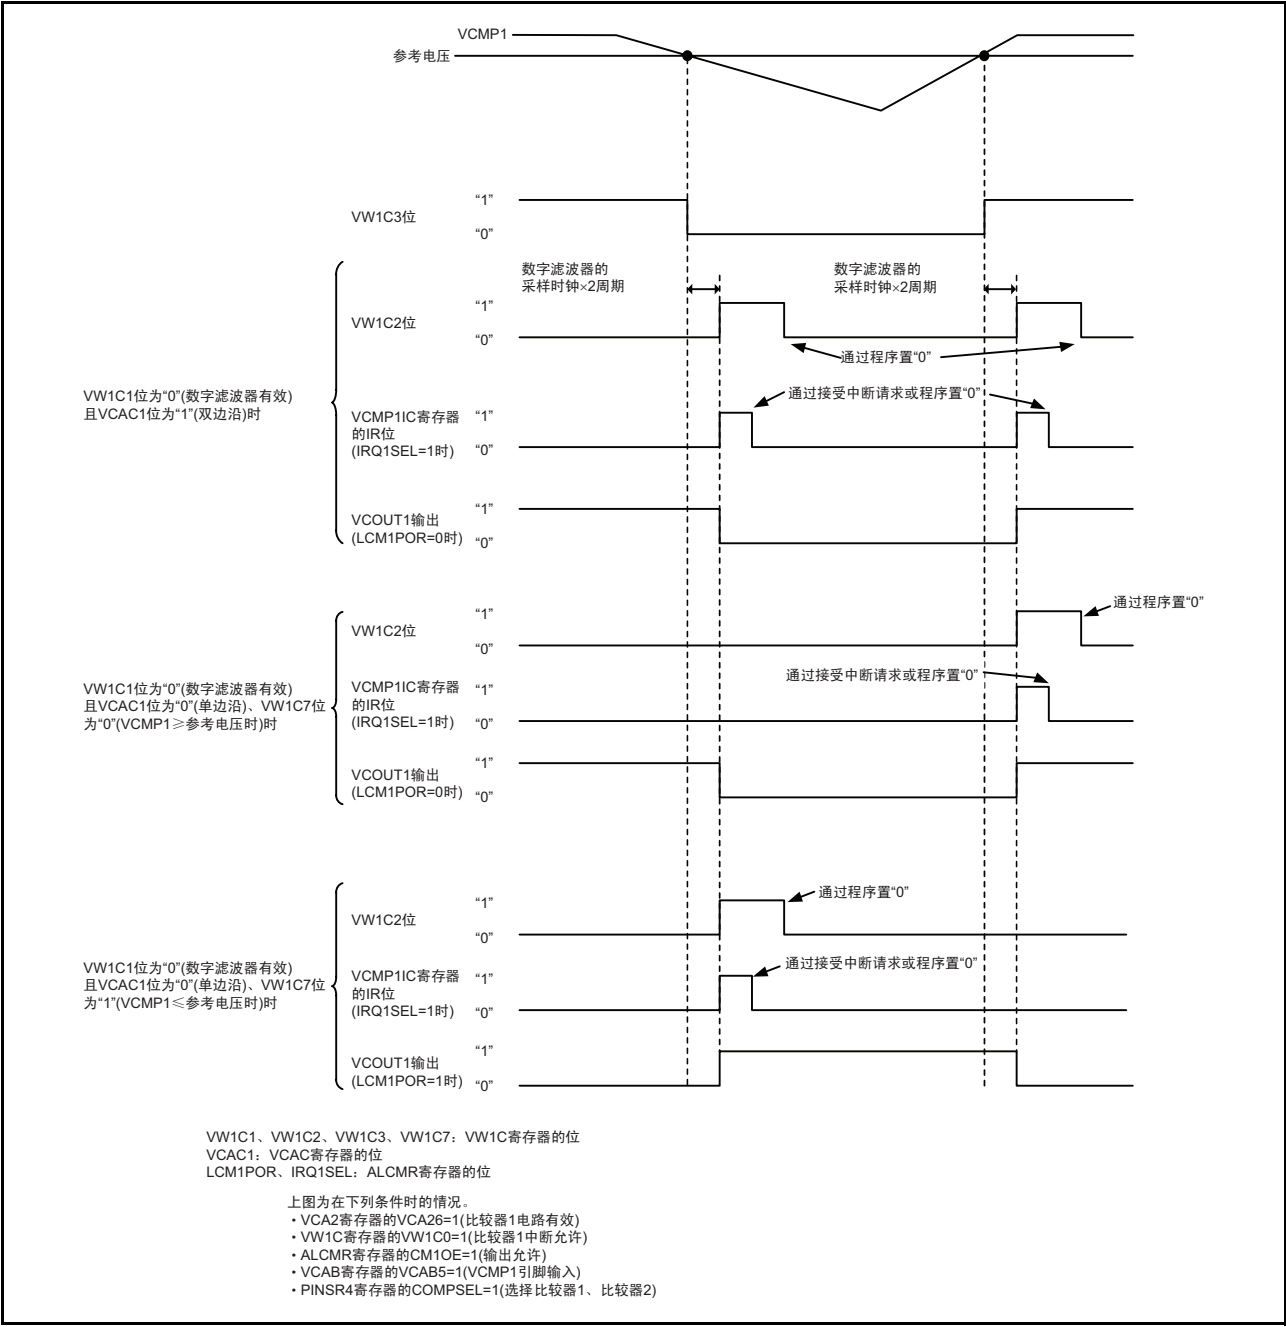 VCMP1
参考电压
“1”
VW1C3位
“0”
数字滤波器的
采样时钟×2周期
数字滤波器的
采样时钟×2周期
“1”
VW1C2位
“0”
通过程序置“0”
VW1C1位为“0”(数字滤波器有效)
且VCAC1位为“1”(双边沿)时
通过接受中断请求或程序置“0”
VCMP1IC寄存器
的IR位
(IRQ1SEL=1时)
“1”
“0”
“1”
VCOUT1输出
(LCM1POR=0时)
“0”
通过程序置“0”
“1”
VW1C2位
“0”
VW1C1位为“0”(数字滤波器有效)
且VCAC1位为“0”(单边沿)、VW1C7位
为“0”(VCMP1≥参考电压时)时
通过接受中断请求或程序置“0”
VCMP1IC寄存器
的IR位
(IRQ1SEL=1时)
“1”
“0”
“1”
VCOUT1输出
(LCM1POR=0时)
“0”
通过程序置“0”
“1”
VW1C2位
“0”
VW1C1位为“0”(数字滤波器有效)
且VCAC1位为“0”(单边沿)、VW1C7位
为“1”(VCMP1≤参考电压时)时
通过接受中断请求或程序置“0”
VCMP1IC寄存器
的IR位
(IRQ1SEL=1时)
“1”
“0”
“1”
VCOUT1输出
(LCM1POR=1时)
“0”
VW1C1、VW1C2、VW1C3、VW1C7：VW1C寄存器的位
VCAC1：VCAC寄存器的位
LCM1POR、IRQ1SEL：ALCMR寄存器的位
上图为在下列条件时的情况。
・VCA2寄存器的VCA26=1(比较器1电路有效)
・VW1C寄存器的VW1C0=1(比较器1中断允许)
・ALCMR寄存器的CM1OE=1(输出允许)
・VCAB寄存器的VCAB5=1(VCMP1引脚输入)
・PINSR4寄存器的COMPSEL=1(选择比较器1、比较器2)